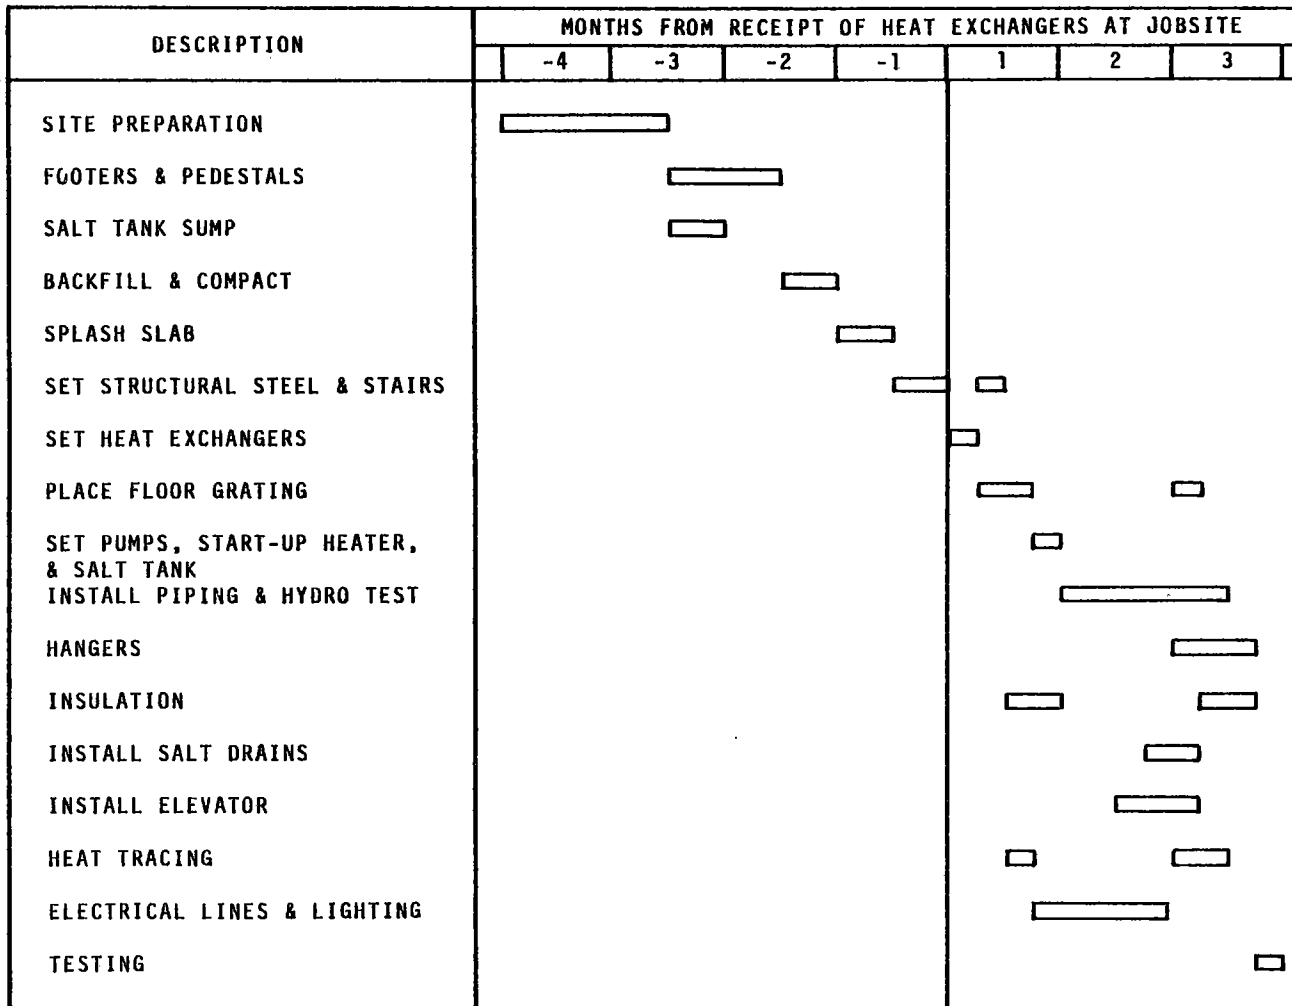 DESCRIPTION
MONTHS FROM RECEIPT OF HEAT EXCHANGERS AT JOBSITE
-4 -3 -2 -1 1 2 3
SITE PREPARATION
FOOTERS & PEDESTALS
SALT TANK SUMP
BACKFILL & COMPACT
SPLASH SLAB
SET STRUCTURAL STEEL & STAIRS
SET HEAT EXCHANGERS
PLACE FLOOR GRATING
SET PUMPS, START-UP HEATER,
& SALT TANK
INSTALL PIPING & HYDRO TEST
HANGERS
INSULATION
INSTALL SALT DRAINS
INSTALL ELEVATOR
HEAT TRACING
ELECTRICAL LINES & LIGHTING
TESTING